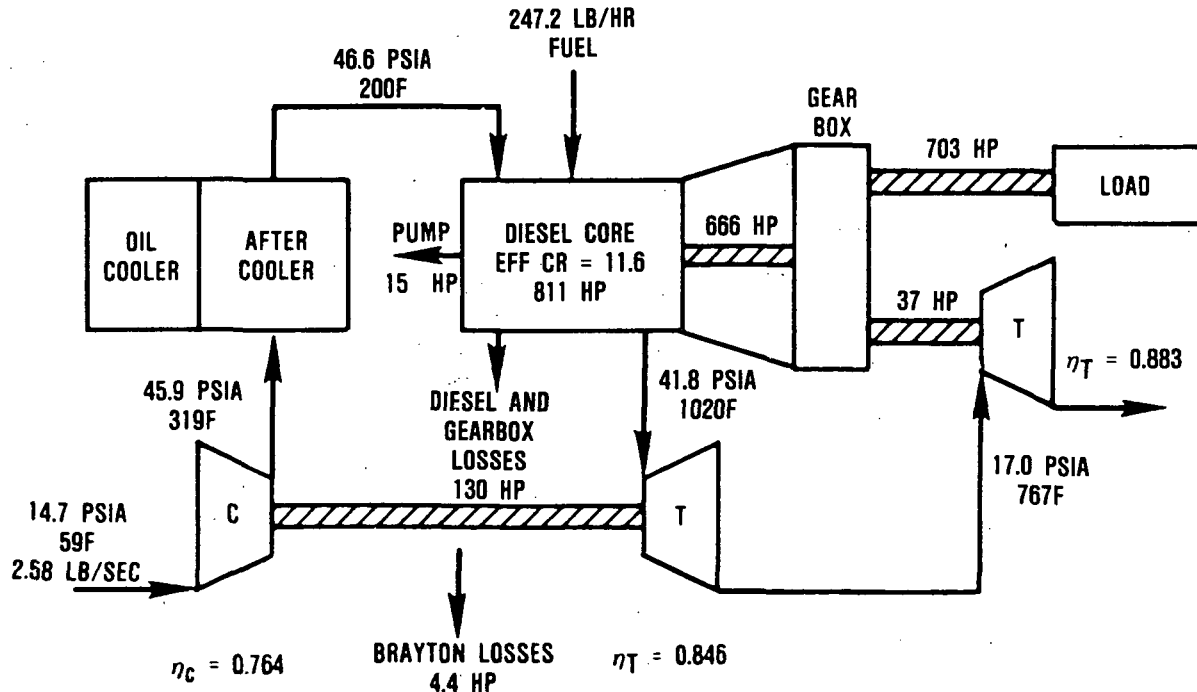 247.2 LB/HR
FUEL
46.6 PSIA
200F
GEAR
BOX
703 HP
LOAD
OIL
COOLER
AFTER
COOLER
PUMP
15 HP
DIESEL CORE
EFF CR = 11.6
811 HP
666 HP
37 HP
T
ηT = 0.883
45.9 PSIA
319F
DIESEL AND
GEARBOX
LOSSES
130 HP
41.8 PSIA
1020F
17.0 PSIA
767F
14.7 PSIA
59F
2.58 LB/SEC
C
T
ηC = 0.764
BRAYTON LOSSES
4.4 HP
ηT = 0.846